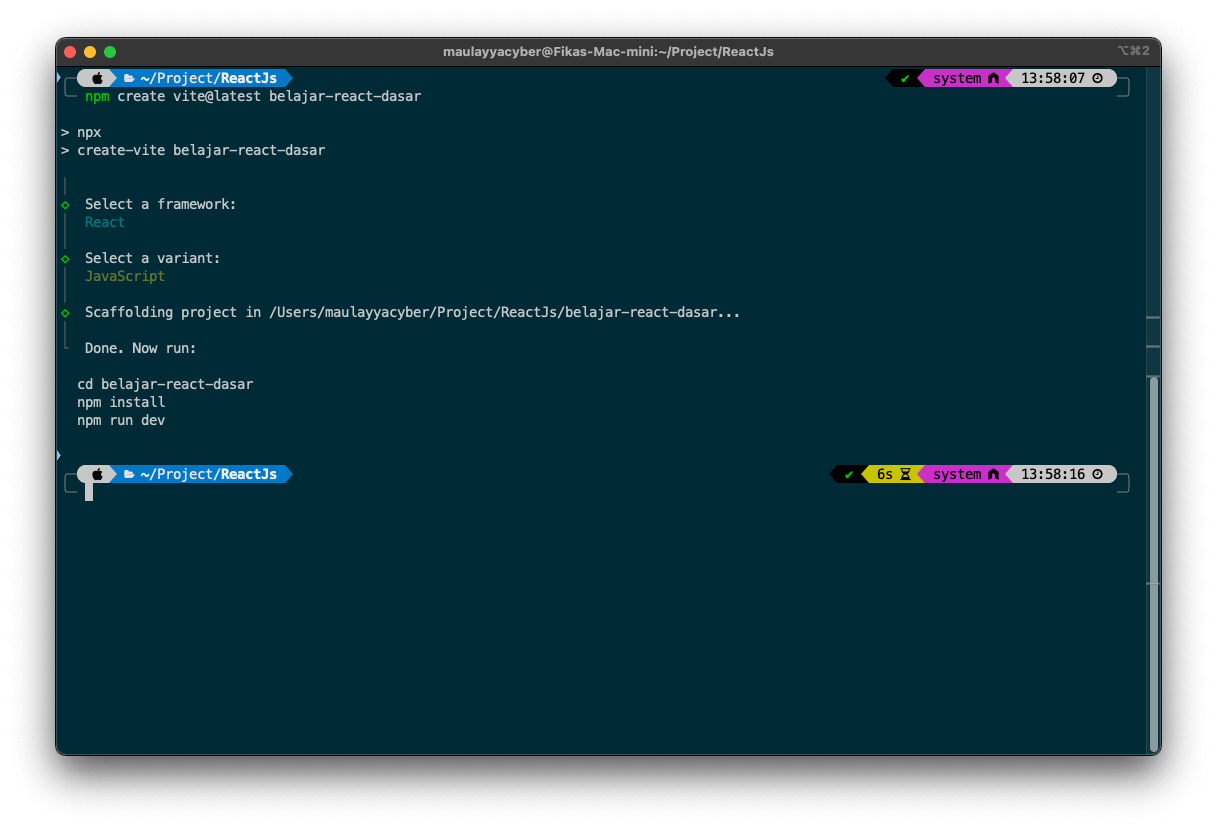 maulayyacyber@Fikas-Mac-mini:~/Project/ReactJs
⌥⌘2
~/Project/ReactJs ✔ system 13:58:07
npm create vite@latest belajar-react-dasar
> npx
> create-vite belajar-react-dasar
◇ Select a framework:
React
◇ Select a variant:
JavaScript
◇ Scaffolding project in /Users/maulayyacyber/Project/ReactJs/belajar-react-dasar...
Done. Now run:
cd belajar-react-dasar
npm install
npm run dev
~/Project/ReactJs ✔ 6s system 13:58:16